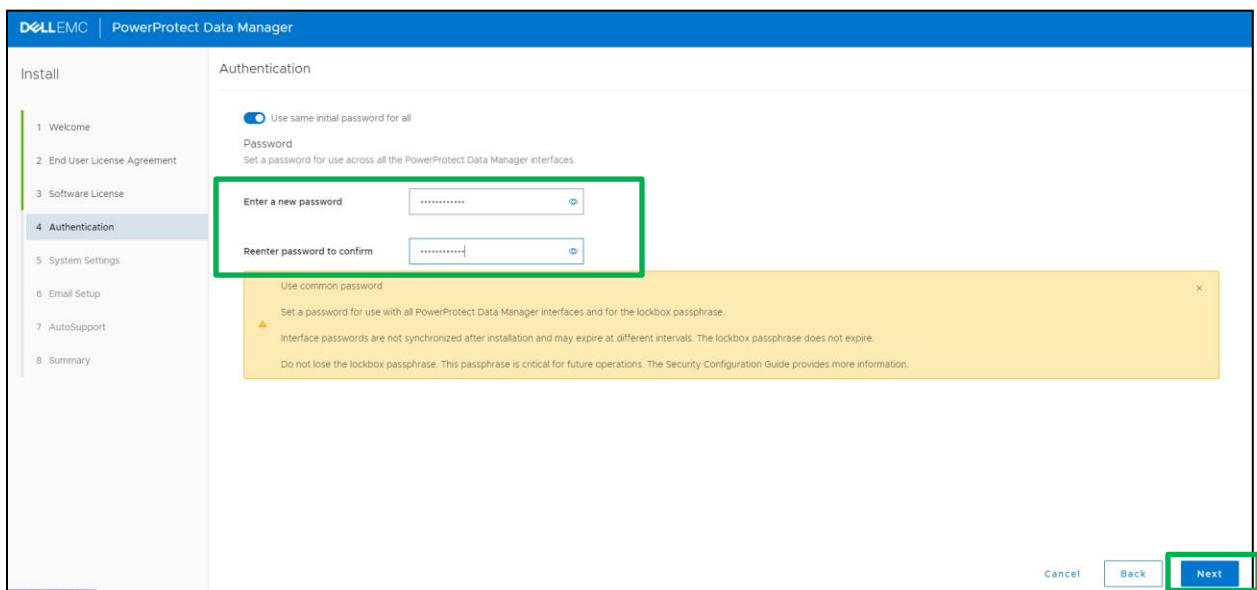 DELLEMC | PowerProtect Data Manager
Install
Authentication
1 Welcome
2 End User License Agreement
3 Software License
4 Authentication
5 System Settings
6 Email Setup
7 AutoSupport
8 Summary
Use same initial password for all
Password
Set a password for use across all the PowerProtect Data Manager interfaces.
Enter a new password ············
Reenter password to confirm ············
Use common password
Set a password for use with all PowerProtect Data Manager interfaces and for the lockbox passphrase.
Interface passwords are not synchronized after installation and may expire at different intervals. The lockbox passphrase does not expire.
Do not lose the lockbox passphrase. This passphrase is critical for future operations. The Security Configuration Guide provides more information.
Cancel Back Next